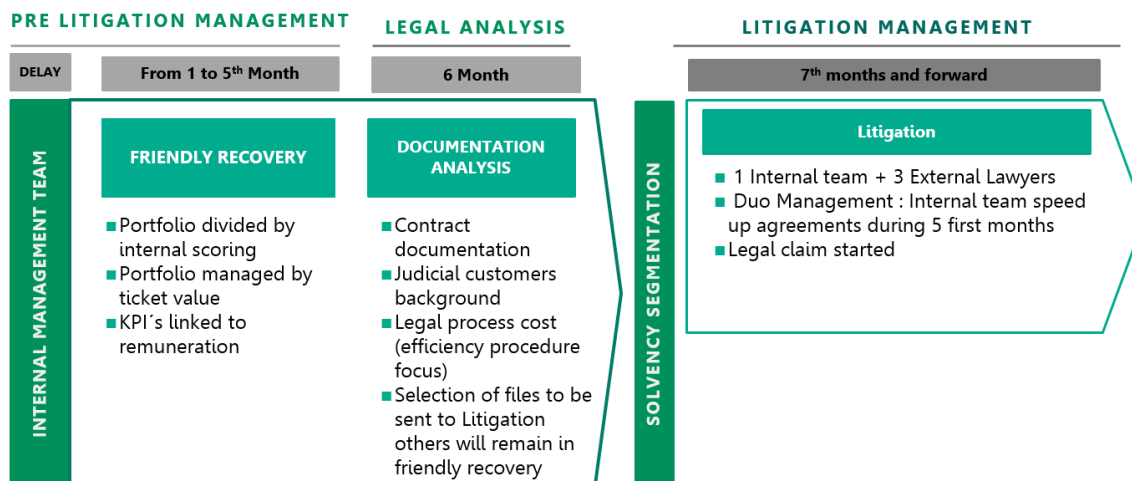 PRE LITIGATION MANAGEMENT
LEGAL ANALYSIS
LITIGATION MANAGEMENT
DELAY
From 1 to 5th Month
6 Month
7th months and forward
INTERNAL MANAGEMENT TEAM
FRIENDLY RECOVERY
■ Portfolio divided by
internal scoring
■ Portfolio managed by
ticket value
■ KPI´s linked to
remuneration
DOCUMENTATION
ANALYSIS
■ Contract
documentation
■ Judicial customers
background
■ Legal process cost
(efficiency procedure
focus)
■ Selection of files to be
sent to Litigation
others will remain in
friendly recovery
SOLVENCY SEGMENTATION
Litigation
■ 1 Internal team + 3 External Lawyers
■ Duo Management : Internal team speed
up agreements during 5 first months
■ Legal claim started